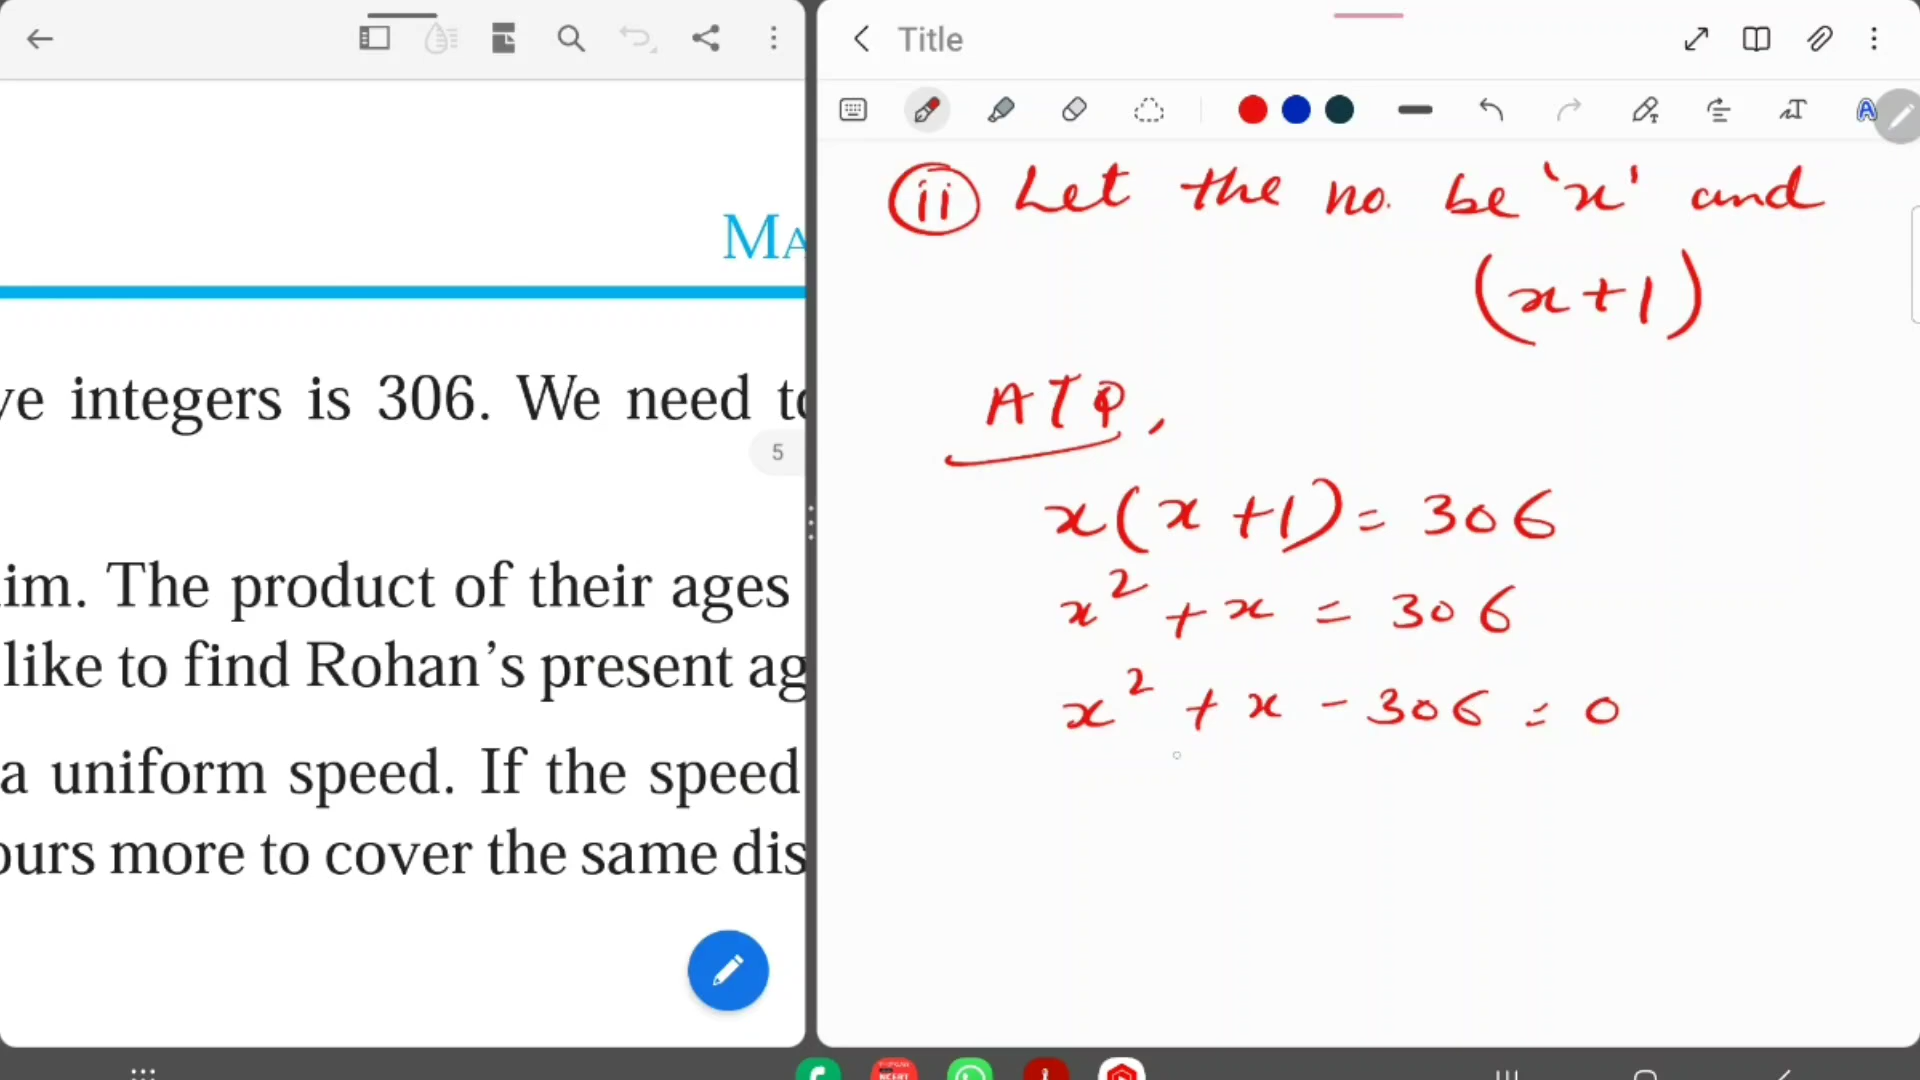 Title
MA
ve integers is 306. We need to
5
im. The product of their ages
like to find Rohan's present ag
a uniform speed. If the speed
ours more to cover the same dis
(ii) Let the no. be 'x' and
(x+1)
ATQ,
x(x+1) = 306
x² + x = 306
x² + x - 306 = 0